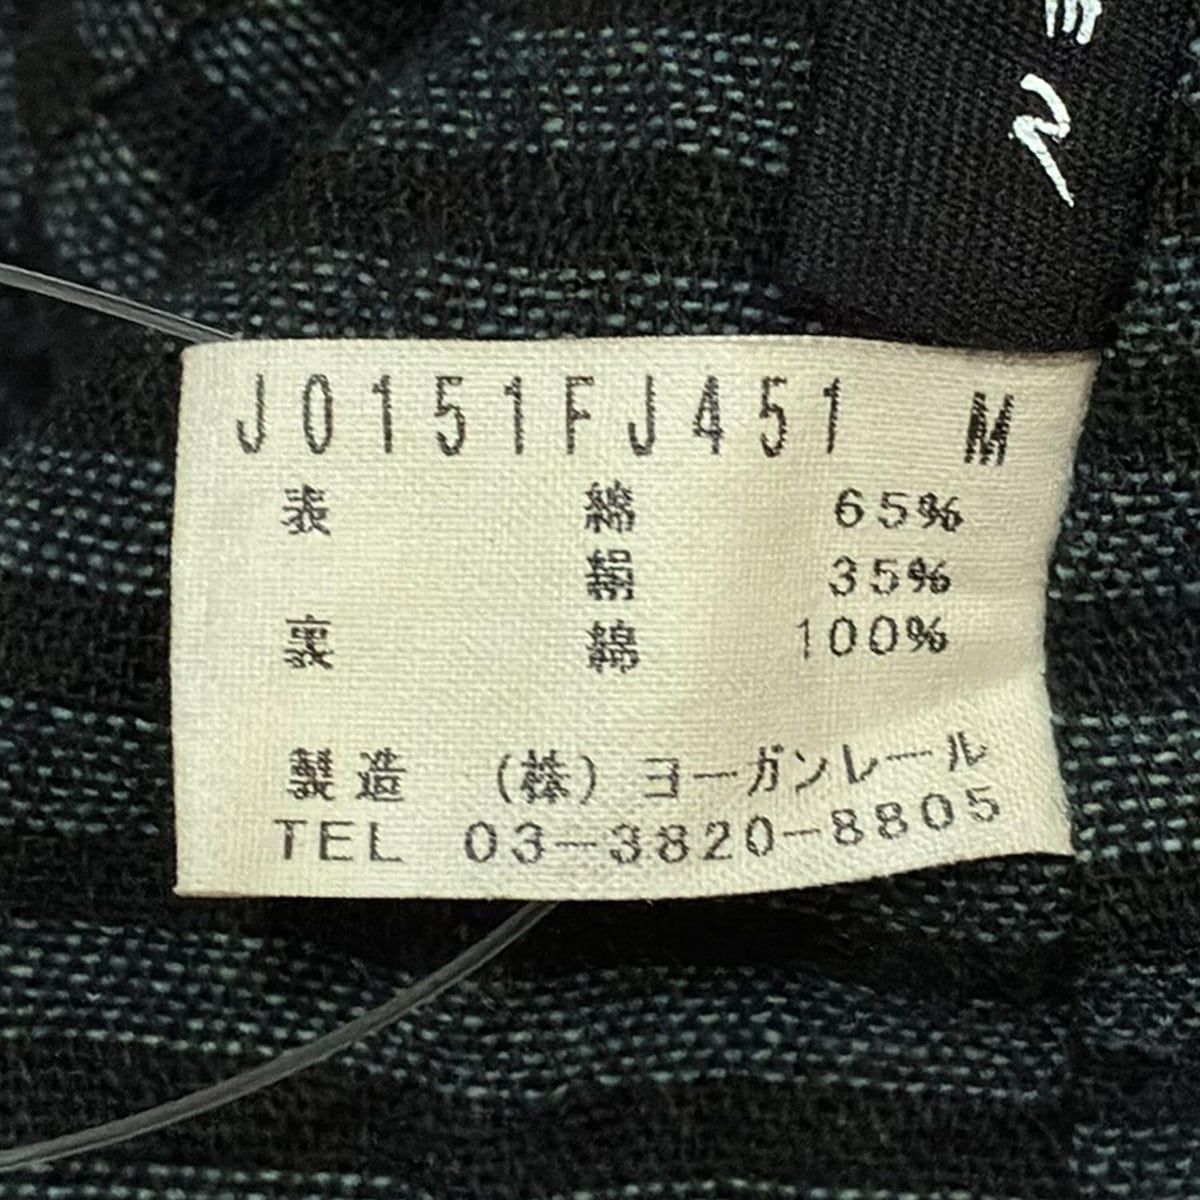 J0151FJ451 M
表 綿 65%
絹 35%
裏 綿 100%
製造 (株)ヨーガンレール
TEL 03-3820-8805